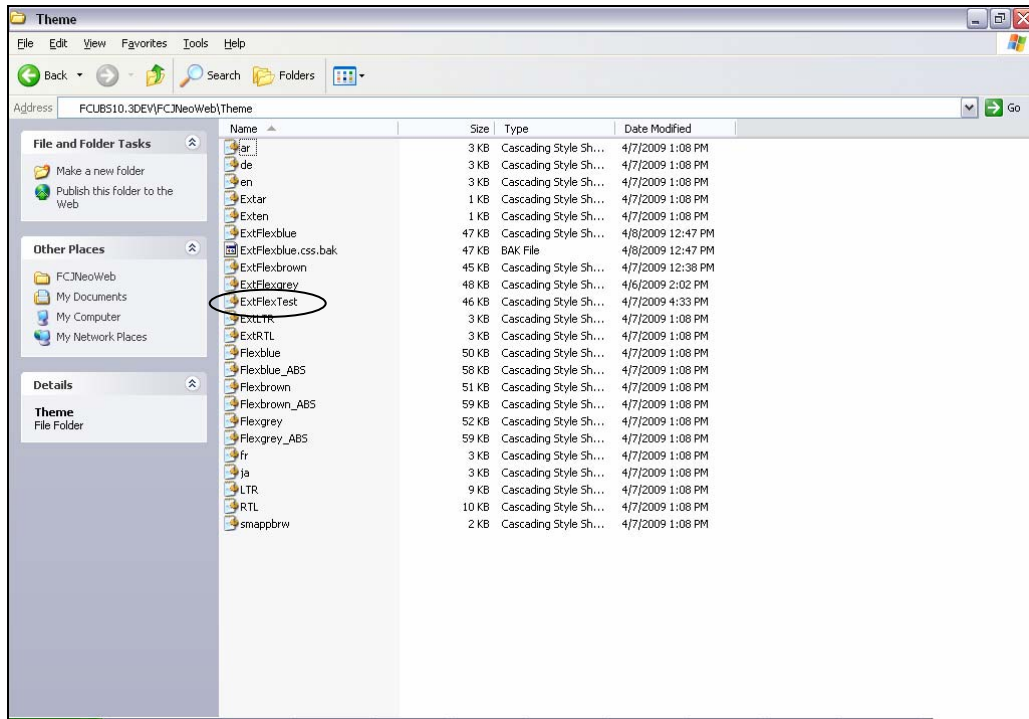 Theme
File Edit View Favorites Tools Help
Back Search Folders
Address FCUBS10.3DEV\FCJNeoWeb\Theme Go
File and Folder Tasks
Make a new folder
Publish this folder to the
Web
Other Places
FCJNeoWeb
My Documents
My Computer
My Network Places
Details
Theme
File Folder
Name Size Type Date Modified
ar 3 KB Cascading Style Sh... 4/7/2009 1:08 PM
de 3 KB Cascading Style Sh... 4/7/2009 1:08 PM
en 3 KB Cascading Style Sh... 4/7/2009 1:08 PM
Extar 1 KB Cascading Style Sh... 4/7/2009 1:08 PM
Exten 1 KB Cascading Style Sh... 4/7/2009 1:08 PM
ExtFlexblue 47 KB Cascading Style Sh... 4/8/2009 12:47 PM
ExtFlexblue.css.bak 47 KB BAK File 4/8/2009 12:47 PM
ExtFlexbrown 45 KB Cascading Style Sh... 4/7/2009 12:38 PM
ExtFlexgrey 48 KB Cascading Style Sh... 4/6/2009 2:02 PM
ExtFlexTest 46 KB Cascading Style Sh... 4/7/2009 4:33 PM
ExtLTR 3 KB Cascading Style Sh... 4/7/2009 1:08 PM
ExtRTL 3 KB Cascading Style Sh... 4/7/2009 1:08 PM
Flexblue 50 KB Cascading Style Sh... 4/7/2009 1:08 PM
Flexblue_ABS 58 KB Cascading Style Sh... 4/7/2009 1:08 PM
Flexbrown 51 KB Cascading Style Sh... 4/7/2009 1:08 PM
Flexbrown_ABS 59 KB Cascading Style Sh... 4/7/2009 1:08 PM
Flexgrey 52 KB Cascading Style Sh... 4/7/2009 1:08 PM
Flexgrey_ABS 59 KB Cascading Style Sh... 4/7/2009 1:08 PM
fr 3 KB Cascading Style Sh... 4/7/2009 1:08 PM
ja 3 KB Cascading Style Sh... 4/7/2009 1:08 PM
LTR 9 KB Cascading Style Sh... 4/7/2009 1:08 PM
RTL 10 KB Cascading Style Sh... 4/7/2009 1:08 PM
smappbrw 2 KB Cascading Style Sh... 4/7/2009 1:08 PM